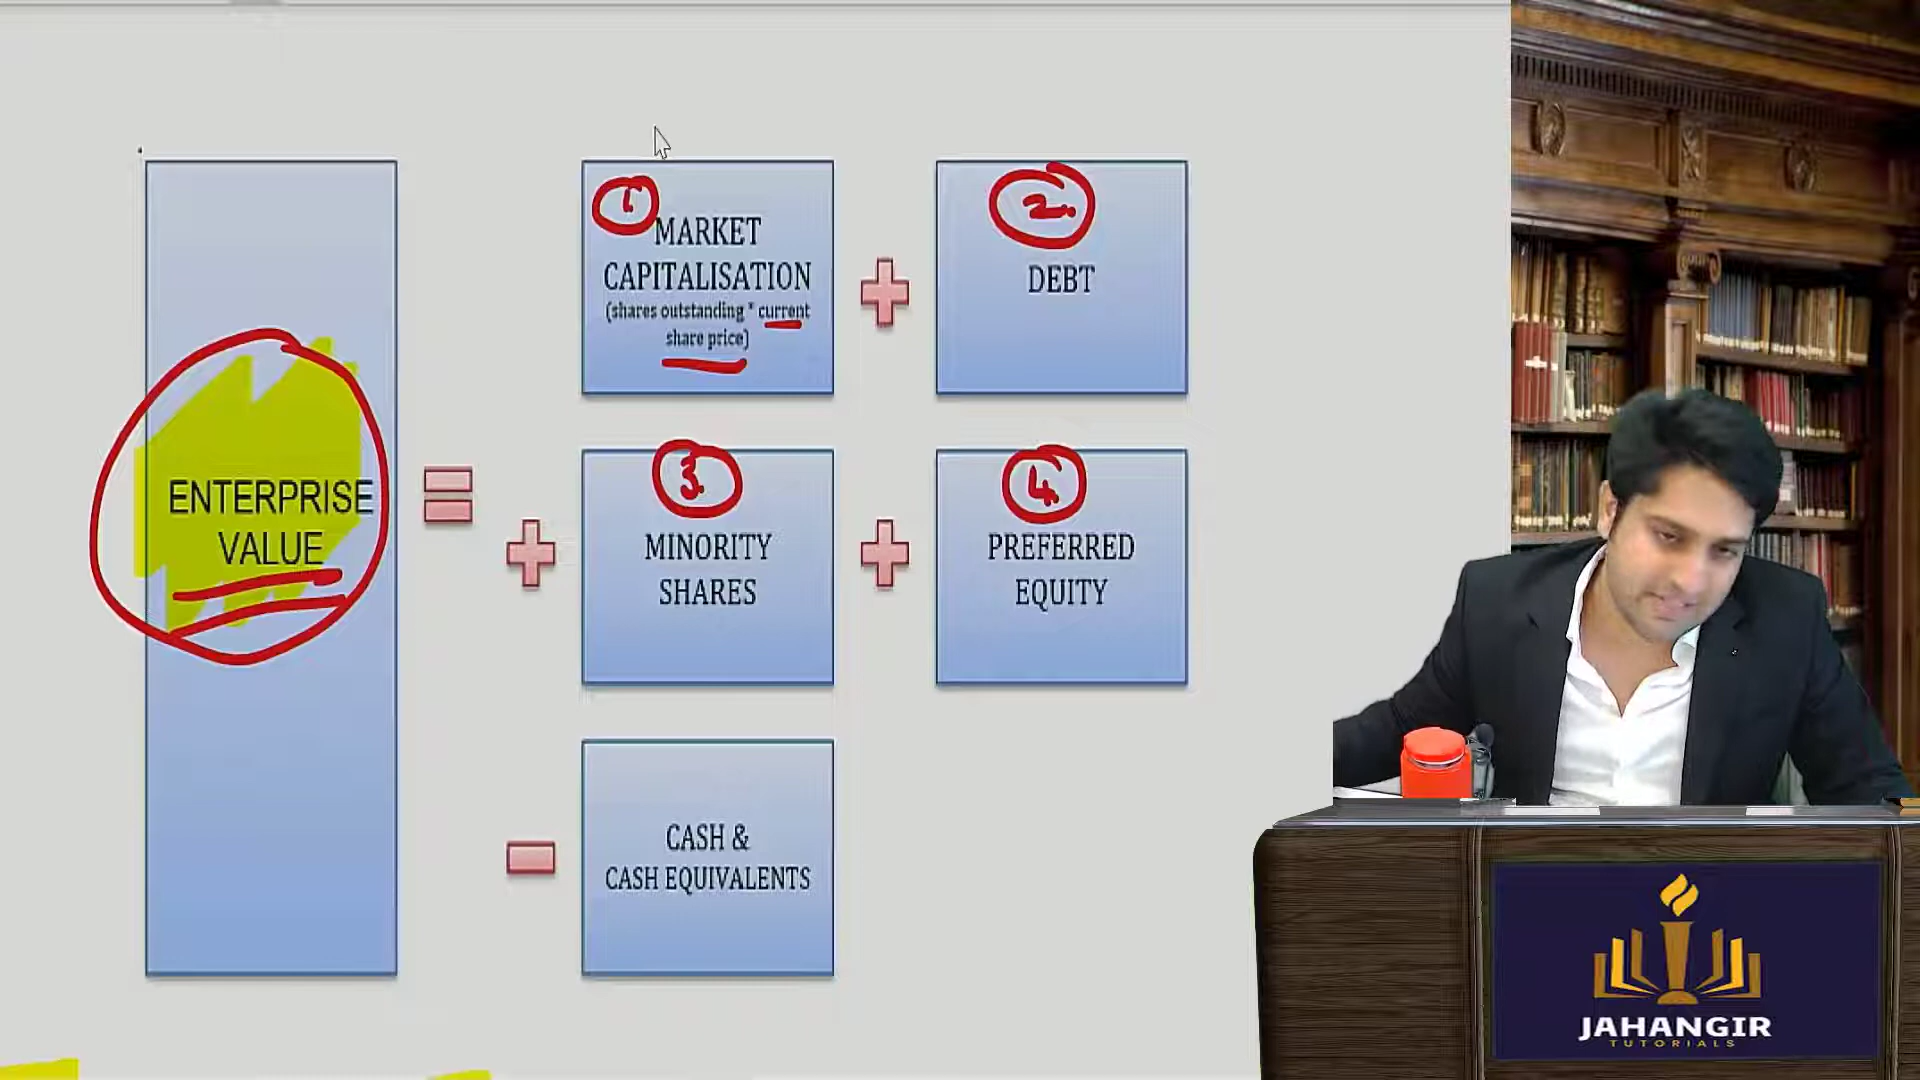 ENTERPRISE
VALUE
1.
MARKET
CAPITALISATION
(shares outstanding * current
share price)
2.
DEBT
3.
MINORITY
SHARES
4.
PREFERRED
EQUITY
CASH &
CASH EQUIVALENTS
JAHANGIR
TUTORIALS